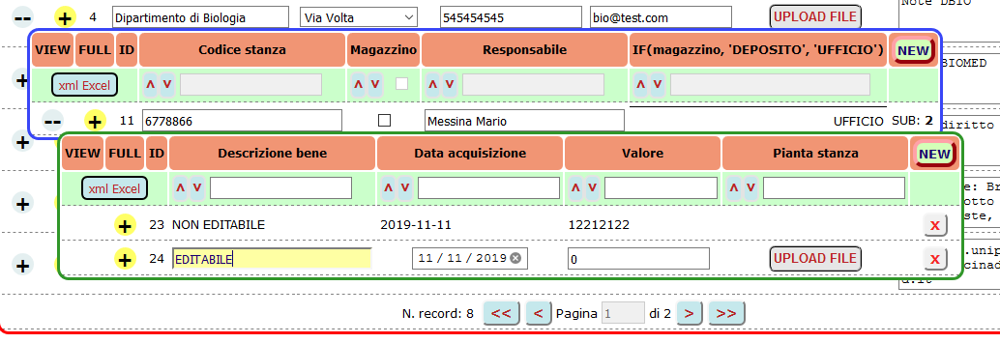 Note DBIO
-- + 4 Dipartimento di Biologia Via Volta 545454545 bio@test.com UPLOAD FILE
VIEW FULL ID Codice stanza Magazzino Responsabile IF(magazzino, 'DEPOSITO', 'UFFICIO') NEW
BIOMED
xml Excel ʌ v ʌ v ʌ v ʌ v
-- + 11 6778866 Messina Mario UFFICIO SUB: 2
diritto
VIEW FULL ID Descrizione bene Data acquisizione Valore Pianta stanza NEW
xml Excel ʌ v ʌ v ʌ v ʌ v
e: Br
otto
ste,
+ 23 NON EDITABILE 2019-11-11 12212122 x
+ 24 EDITABILE 11 / 11 / 2019 0 UPLOAD FILE x
.unip
cinad
N. record: 8 << < Pagina 1 di 2 > >>